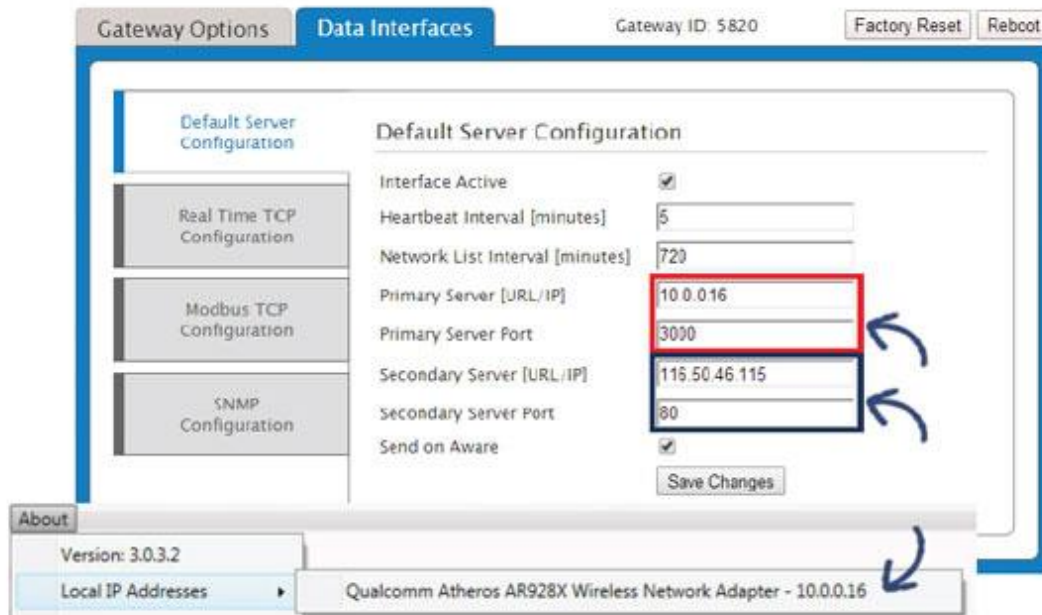 Gateway Options
Data Interfaces
Gateway ID: 5820
Factory Reset
Reboot
Default Server
Configuration
Real Time TCP
Configuration
Modbus TCP
Configuration
SNMP
Configuration
Default Server Configuration
Interface Active
Heartbeat Interval [minutes]
5
Network List Interval [minutes]
720
Primary Server [URL/IP]
10.0.0.16
Primary Server Port
3000
Secondary Server [URL/IP]
116.50.46.115
Secondary Server Port
80
Send on Aware
Save Changes
About
Version: 3.0.3.2
Local IP Addresses
Qualcomm Atheros AR928X Wireless Network Adapter - 10.0.0.16